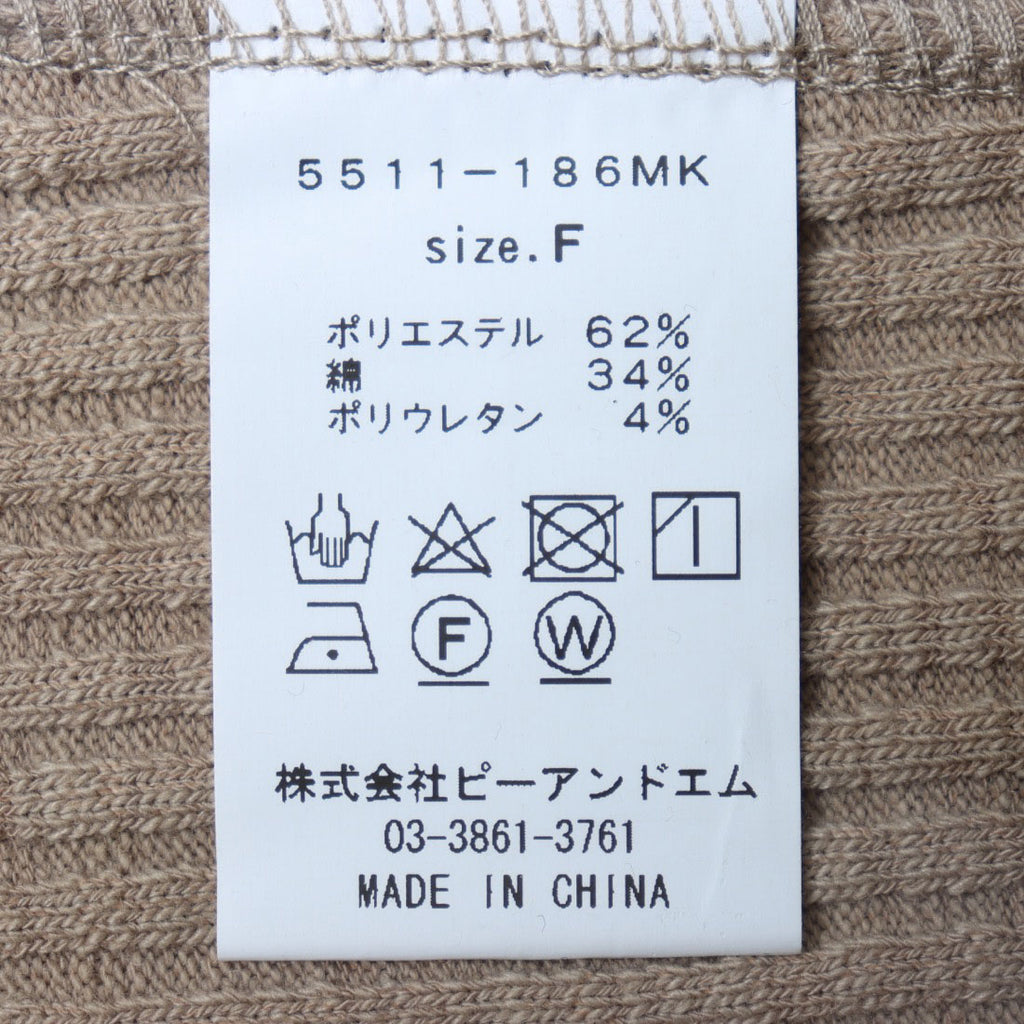 5511-186MK
size.F
ポリエステル 62%
綿 34%
ポリウレタン 4%
F W
株式会社ピーアンドエム
03-3861-3761
MADE IN CHINA